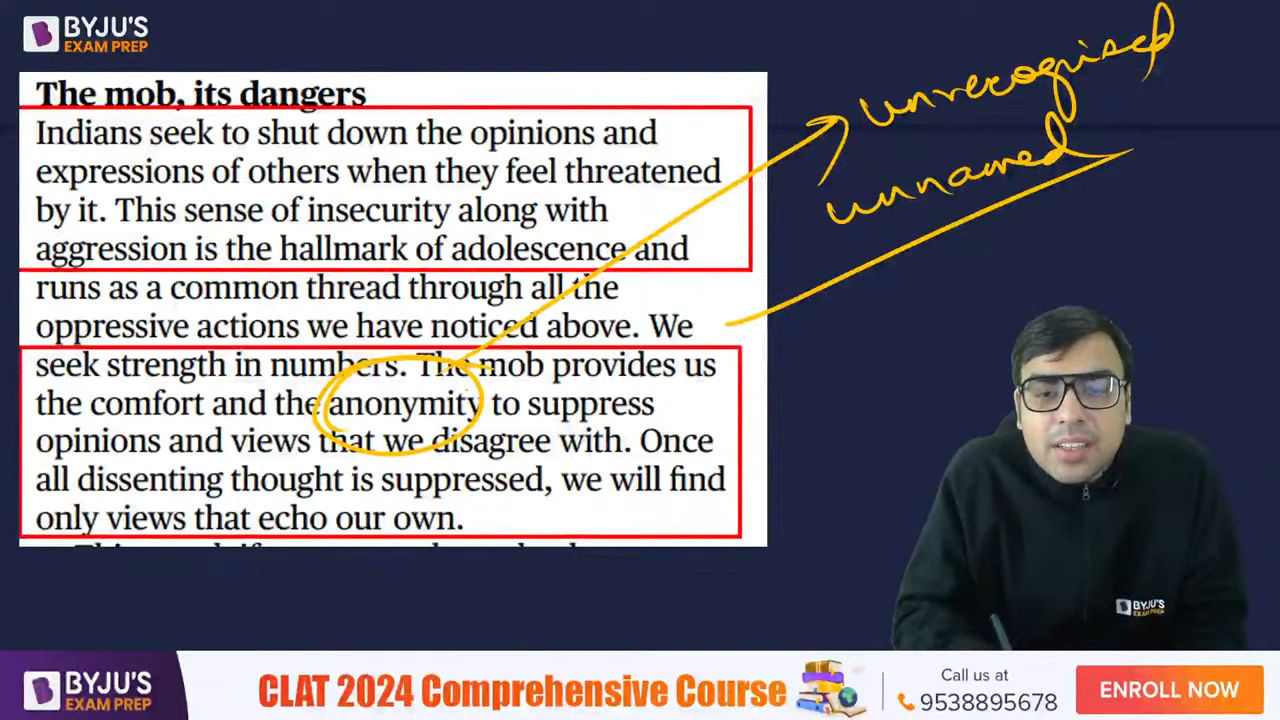 BYJU'S
EXAM PREP
The mob, its dangers
Indians seek to shut down the opinions and
expressions of others when they feel threatened
by it. This sense of insecurity along with
aggression is the hallmark of adolescence and
runs as a common thread through all the
oppressive actions we have noticed above. We
seek strength in numbers. The mob provides us
the comfort and the anonymity to suppress
opinions and views that we disagree with. Once
all dissenting thought is suppressed, we will find
only views that echo our own.
unrecognised
unnamed
BYJU'S
EXAM PREP
BYJU'S
EXAM PREP
CLAT 2024 Comprehensive Course
Call us at
9538895678
ENROLL NOW